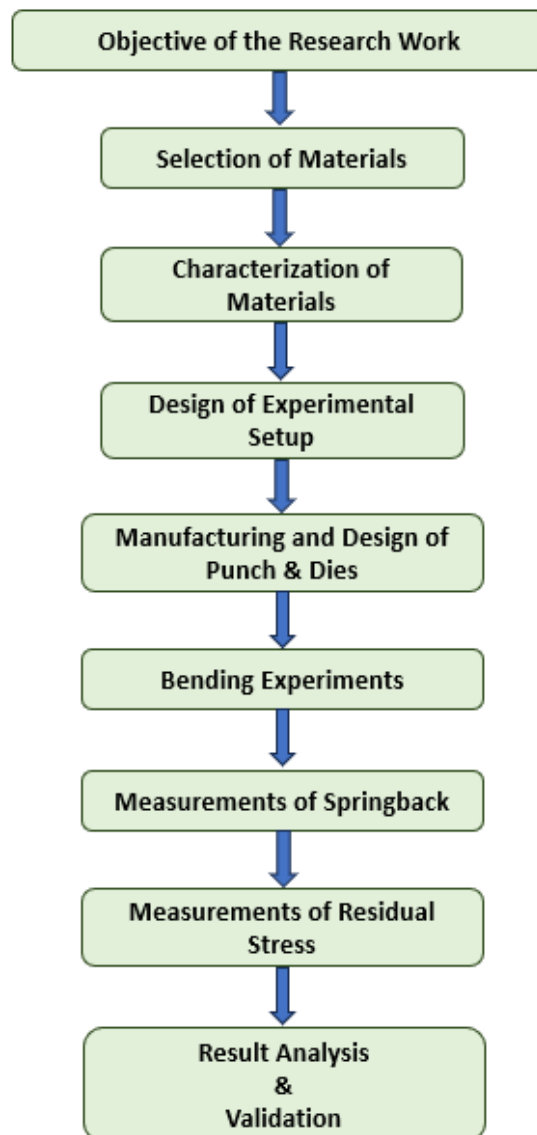 Objective of the Research Work
Selection of Materials
Characterization of
Materials
Design of Experimental
Setup
Manufacturing and Design of
Punch & Dies
Bending Experiments
Measurements of Springback
Measurements of Residual
Stress
Result Analysis
&
Validation